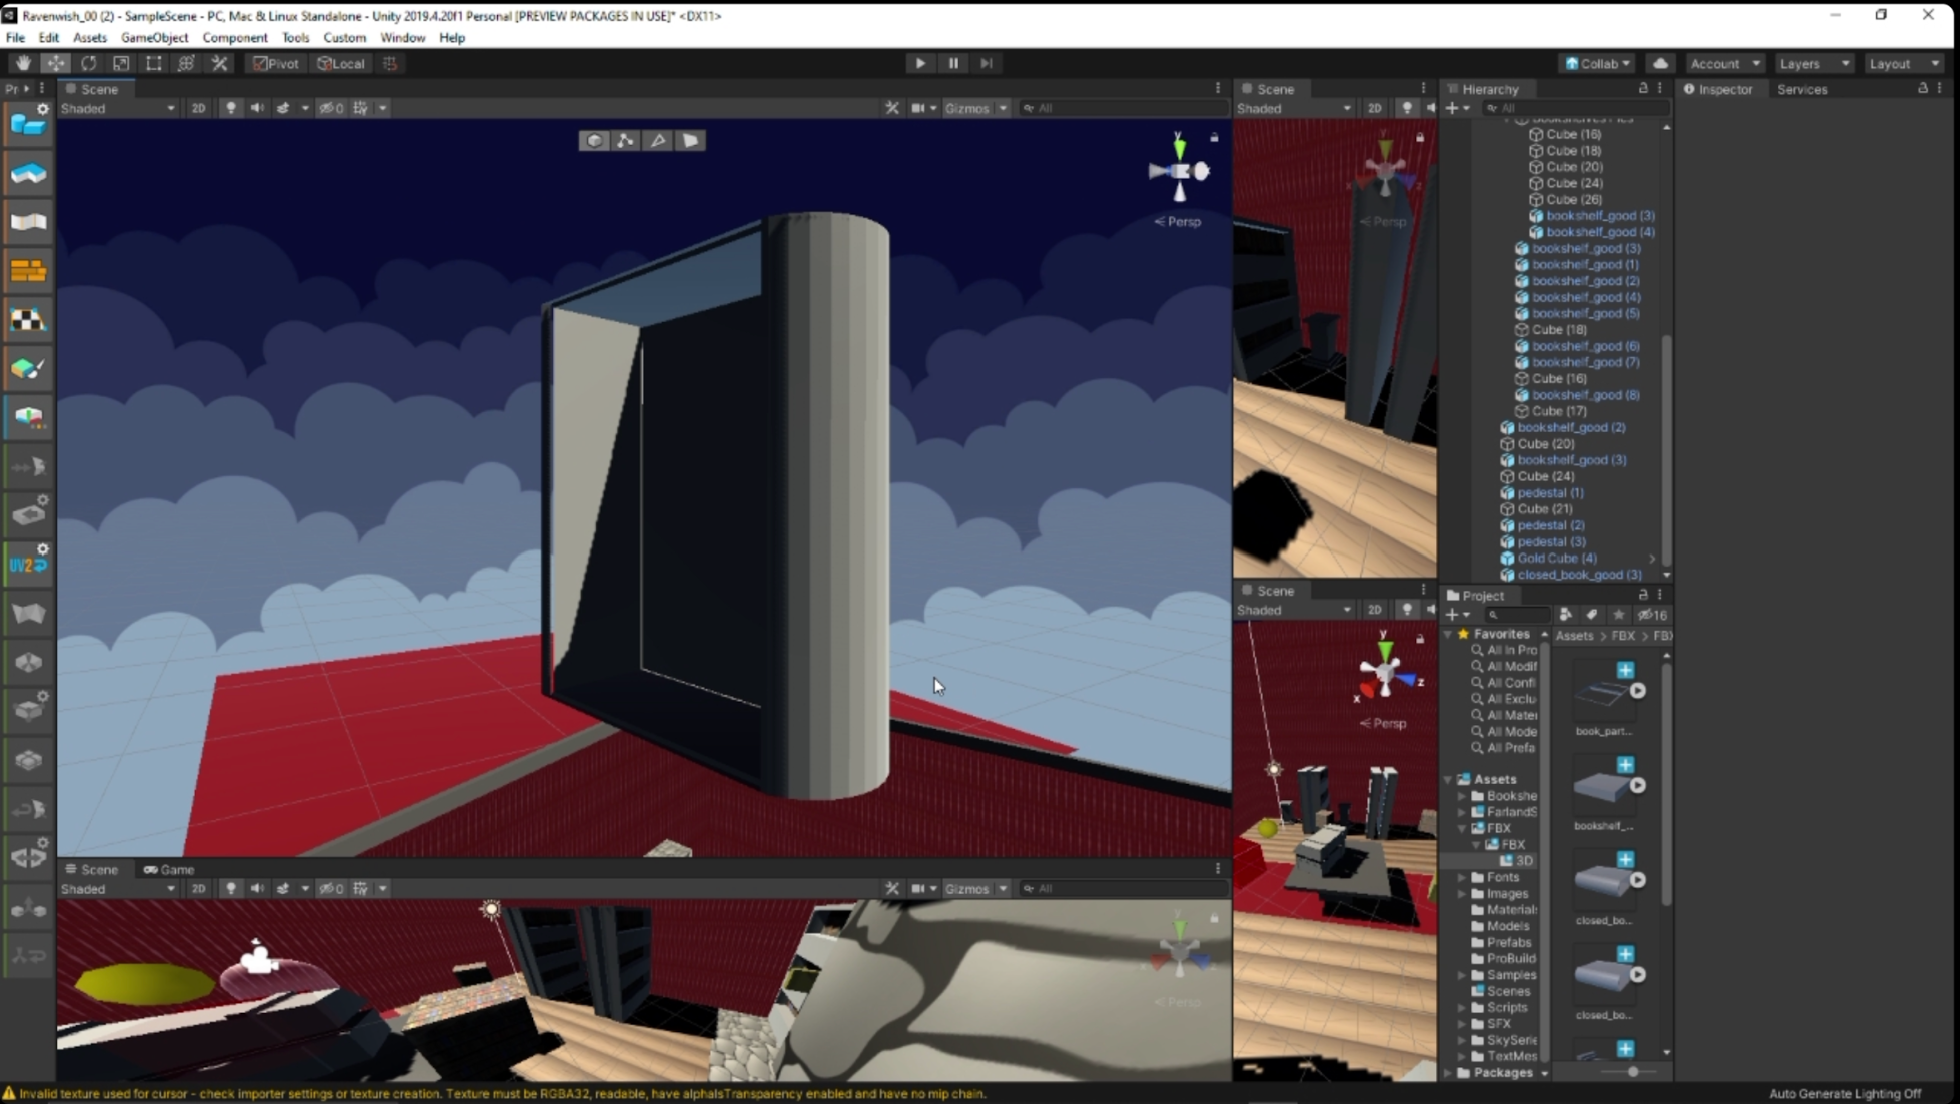 Ravenwish_00 (2) - SampleScene - PC, Mac & Linux Standalone - Unity 2019.4.20f1 Personal [PREVIEW PACKAGES IN USE]* <DX11>
File Edit Assets GameObject Component Tools Custom Window Help
Pivot Local Collab Account Layers Layout
Pr Scene
Shaded 2D 0 Gizmos All
y
Persp
UV2
Scene
Shaded 2D
Persp
Scene
Shaded 2D
y
x z
Persp
Scene Game
Shaded 2D 0 Gizmos All
y
Persp
Hierarchy
All
Cube (16)
Cube (18)
Cube (20)
Cube (24)
Cube (26)
bookshelf_good (3)
bookshelf_good (4)
bookshelf_good (3)
bookshelf_good (1)
bookshelf_good (2)
bookshelf_good (4)
bookshelf_good (5)
Cube (18)
bookshelf_good (6)
bookshelf_good (7)
Cube (16)
bookshelf_good (8)
Cube (17)
bookshelf_good (2)
Cube (20)
bookshelf_good (3)
Cube (24)
pedestal (1)
Cube (21)
pedestal (2)
pedestal (3)
Gold Cube (4)
closed_book_good (3)
Project
16
Favorites
All In Pro
All Modif
All Confl
All Exclu
All Mater
All Mode
All Prefa
Assets
Bookshe
FarlandS
FBX
FBX
3D
Fonts
Images
Material
Models
Prefabs
ProBuild
Samples
Scenes
Scripts
SFX
SkySerie
TextMes
Packages
Assets > FBX > FBX
book_part...
bookshelf_...
closed_bo...
closed_bo...
Inspector Services
Invalid texture used for cursor - check importer settings or texture creation. Texture must be RGBA32, readable, have alphaIsTransparency enabled and have no mip chain.
Auto Generate Lighting Off